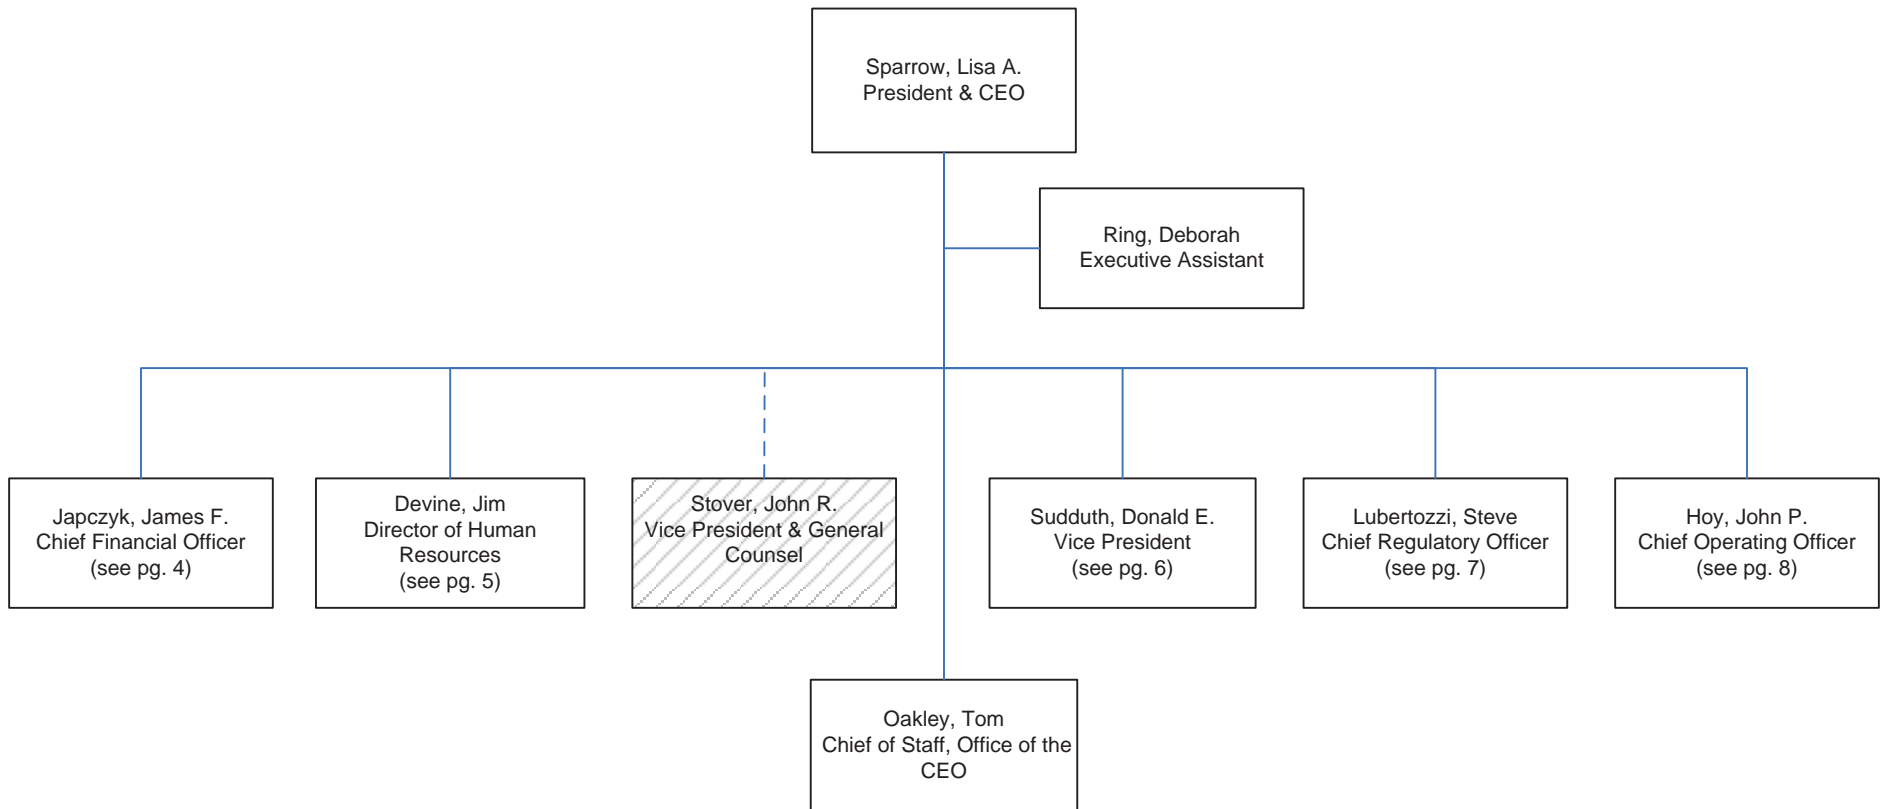 Sparrow, Lisa A.
President & CEO
Ring, Deborah
Executive Assistant
Japczyk, James F.
Chief Financial Officer
(see pg. 4)
Devine, Jim
Director of Human
Resources
(see pg. 5)
Stover, John R.
Vice President & General
Counsel
Sudduth, Donald E.
Vice President
(see pg. 6)
Lubertozzi, Steve
Chief Regulatory Officer
(see pg. 7)
Hoy, John P.
Chief Operating Officer
(see pg. 8)
Oakley, Tom
Chief of Staff, Office of the
CEO